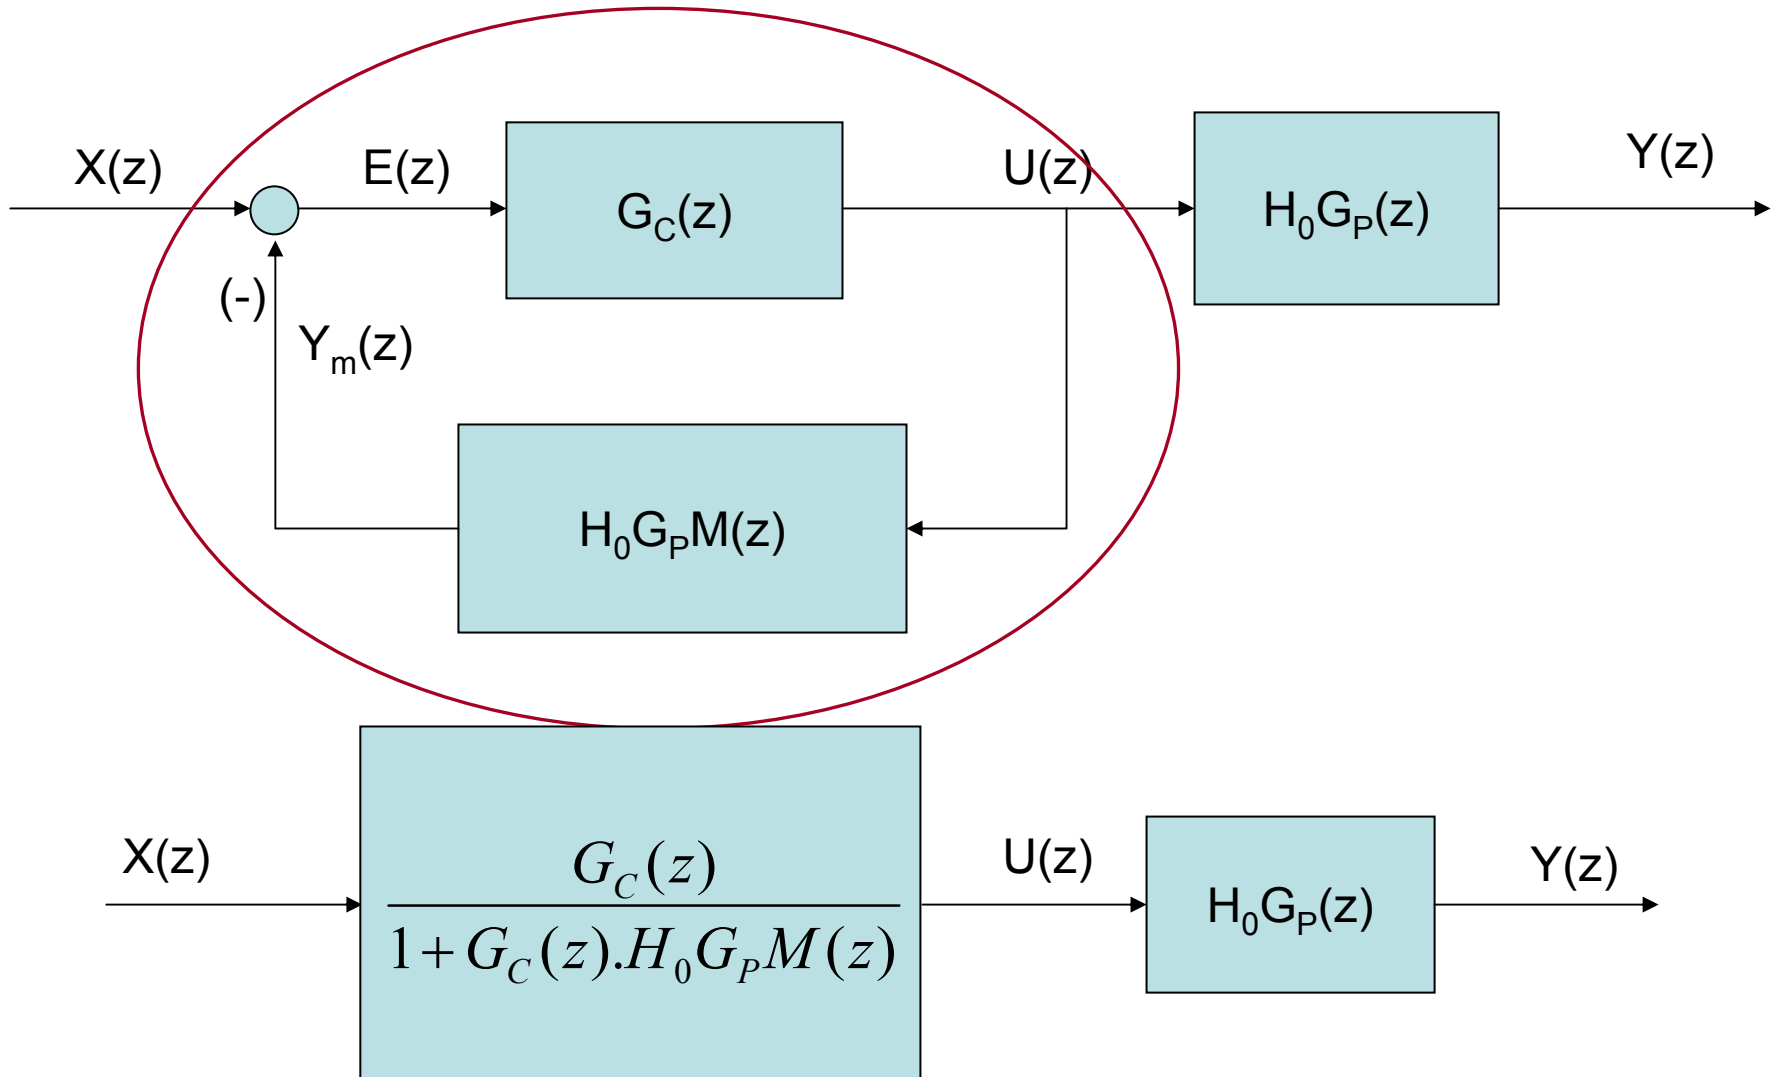 X(z)
E(z)
G_C(z)
U(z)
H_0G_P(z)
Y(z)
(-)
Y_m(z)
H_0G_PM(z)
X(z)
G_C(z)
1+G_C(z).H_0G_PM(z)
U(z)
H_0G_P(z)
Y(z)